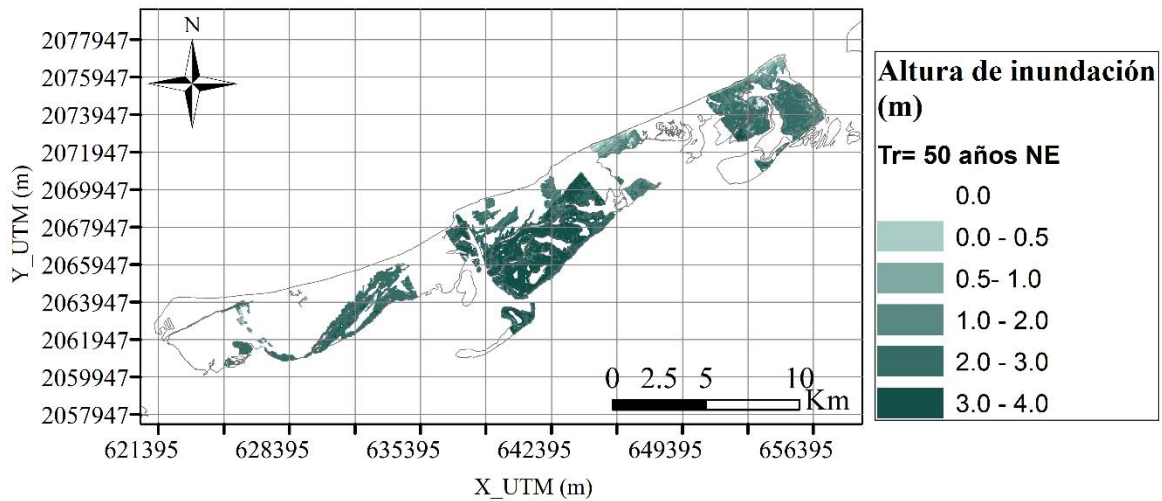 N
2077947
2075947
2073947
2071947
2069947
2067947
2065947
2063947
2061947
2059947
2057947
Y_UTM (m)
621395 628395 635395 642395 649395 656395
X_UTM (m)
0 2.5 5 10
Km
Altura de inundación
(m)
Tr= 50 años NE
0.0
0.0 - 0.5
0.5- 1.0
1.0 - 2.0
2.0 - 3.0
3.0 - 4.0